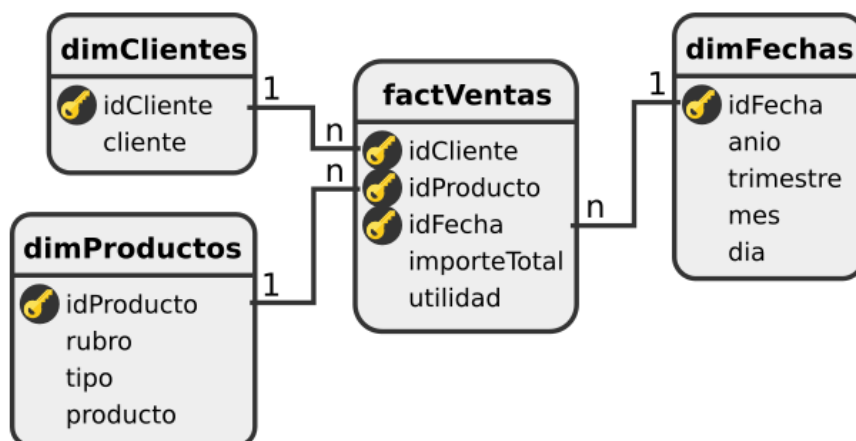 dimClientes
idCliente
cliente
1
n
factVentas
idCliente
idProducto
idFecha
importeTotal
utilidad
n
1
dimFechas
idFecha
anio
trimestre
mes
dia
dimProductos
idProducto
rubro
tipo
producto
1
n